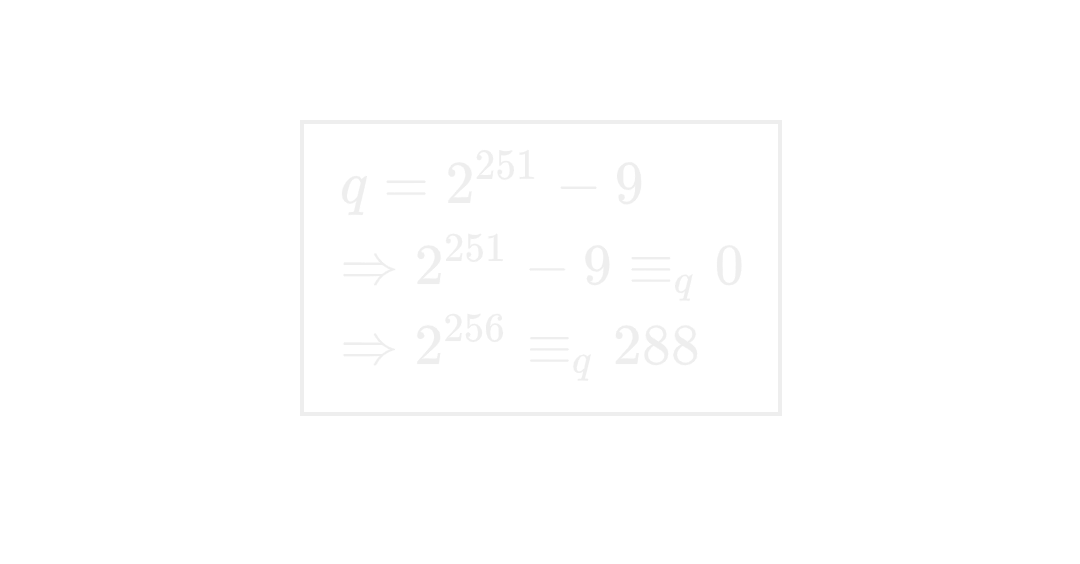 q = 2^251 − 9
⇒ 2^251 − 9 ≡_q 0
⇒ 2^256 ≡_q 288